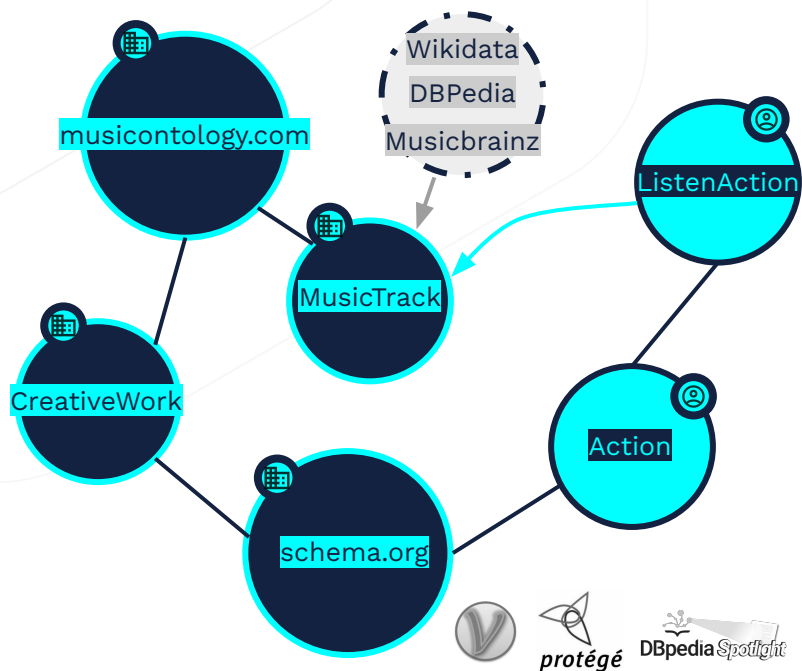 Wikidata
DBPedia
Musicbrainz
musicontology.com
ListenAction
MusicTrack
CreativeWork
Action
schema.org
V
protégé
DBpedia Spotlight